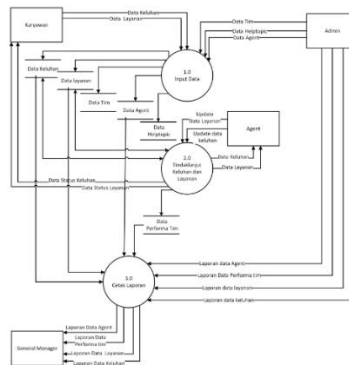 Karyawan
Data Keluhan
Data Layanan
Data Tim
Data Helptopic
Data Agent
Admin
Data Keluhan
Data layanan
Data Tim
Data Agent
Data
Helptopic
1.0
Input Data
Update
Data Layanan
Update data
keluhan
Agent
2.0
Tindaklanjut
Keluhan dan
Layanan
Data Keluhan
Data Layanan
Data Status Keluhan
Data Status Layanan
Data
Performa Tim
3.0
Cetak Laporan
Laporan data Agent
Laporan Data Performa tim
Laporan data layanan
Laporan data keluhan
General Manager
Laporan Data Agent
Laporan Data
Performa tim
Laporan Data Layanan
Laporan Data Keluhan